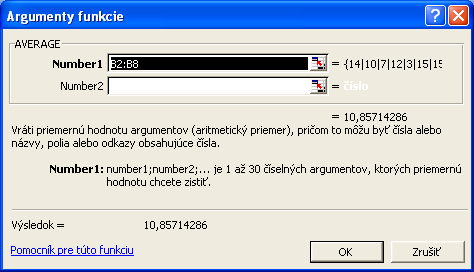 Argumenty funkcie
AVERAGE
Number1 B2:B8 = {14|10|7|12|3|15|15
Number2 = číslo
= 10,85714286
Vráti priemernú hodnotu argumentov (aritmetický priemer), pričom to môžu byť čísla alebo
názvy, polia alebo odkazy obsahujúce čísla.
Number1: number1;number2;... je 1 až 30 číselných argumentov, ktorých priemernú
hodnotu chcete zistiť.
Výsledok = 10,85714286
Pomocník pre túto funkciu
OK
Zrušiť